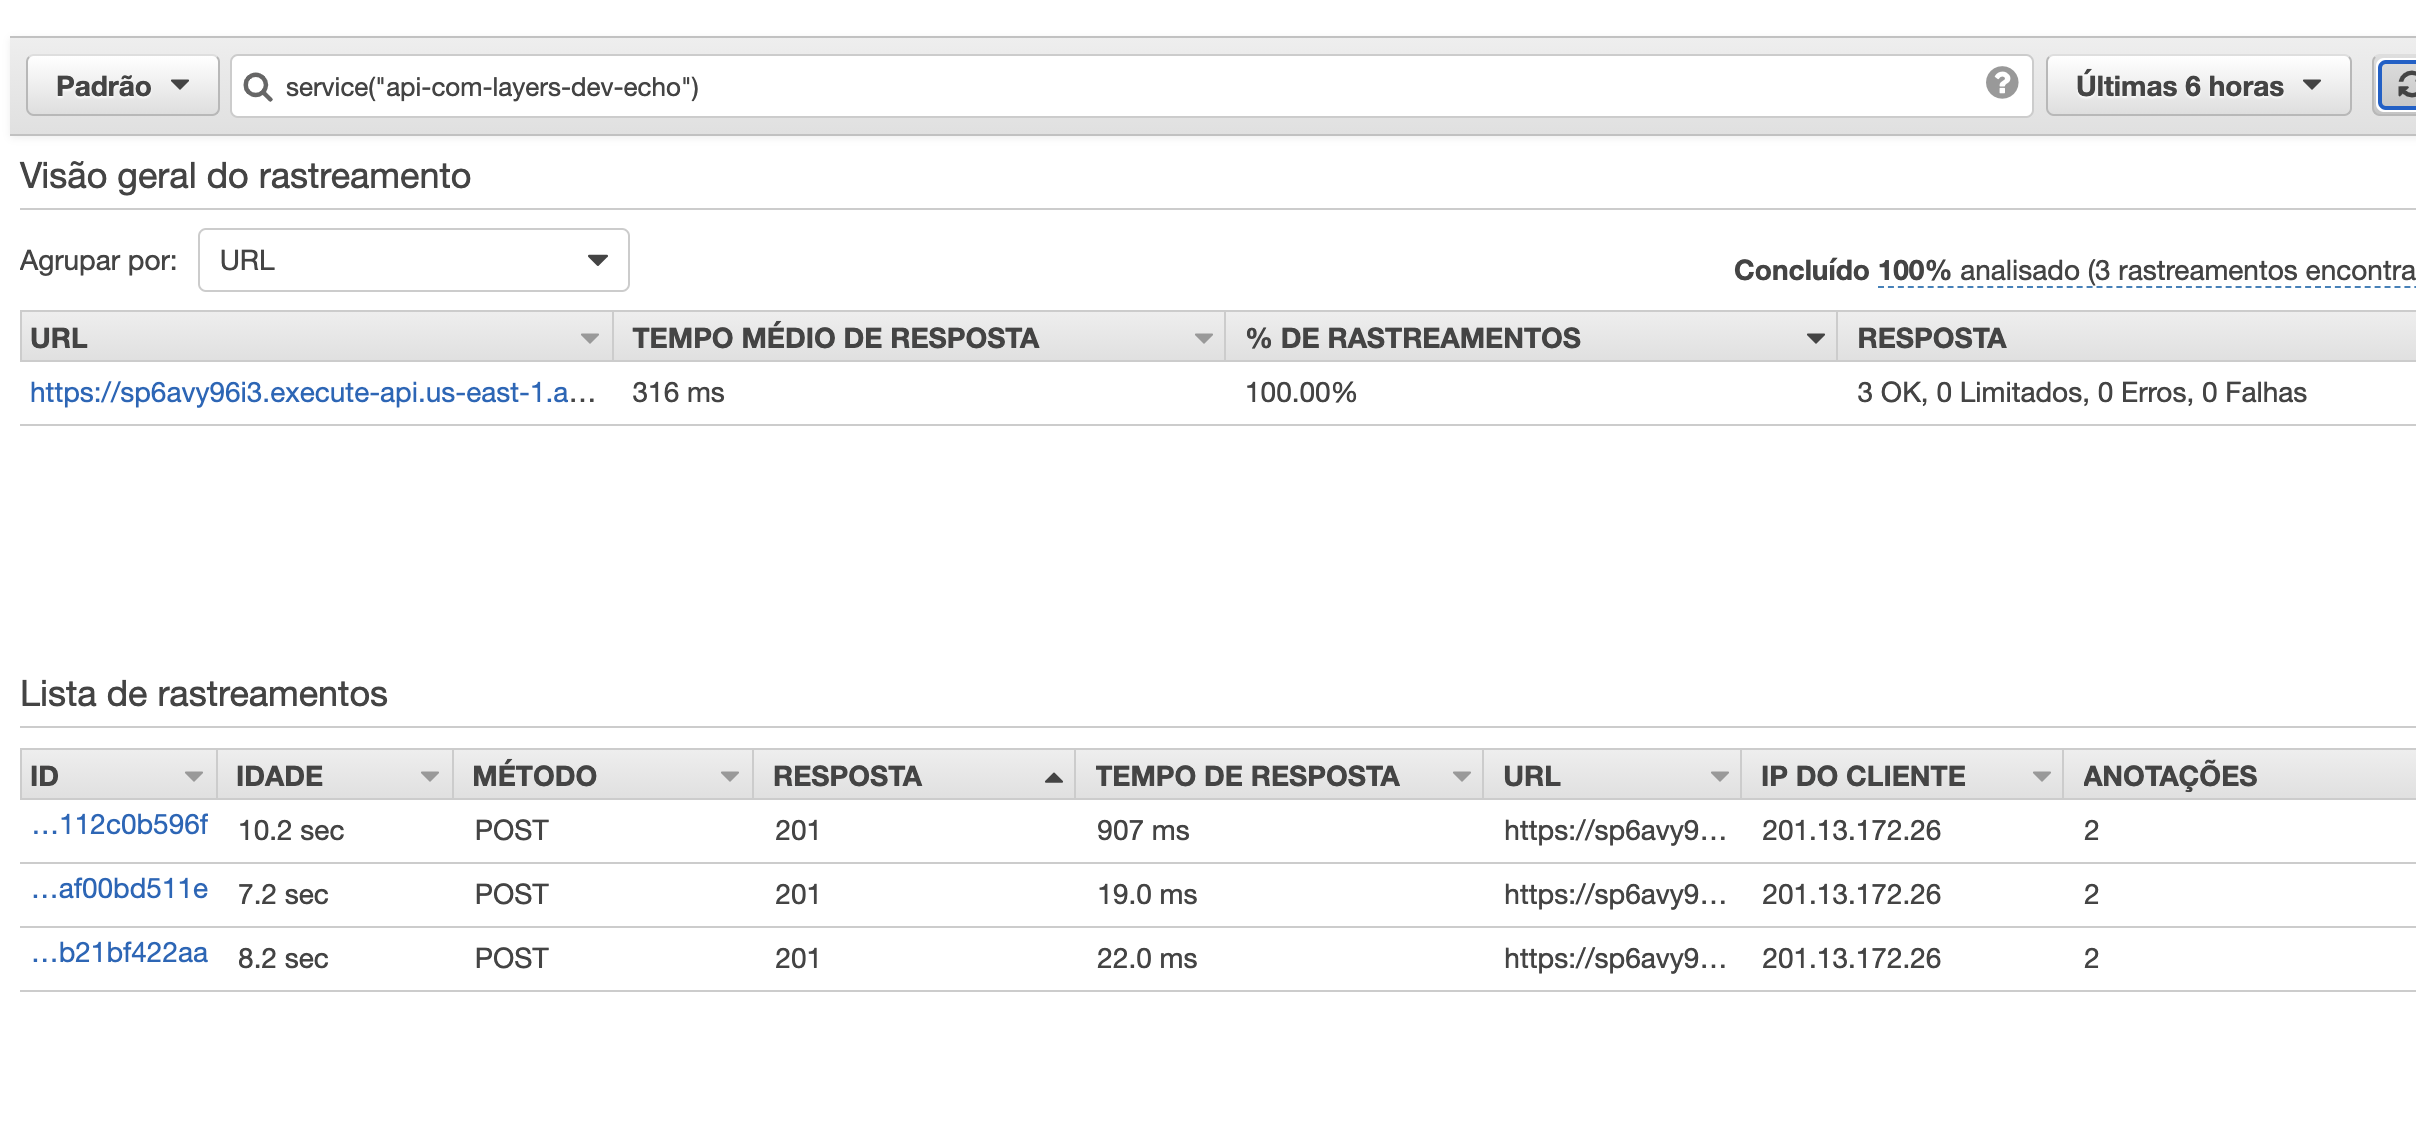 Padrão service("api-com-layers-dev-echo") ? Últimas 6 horas
Visão geral do rastreamento
Agrupar por: URL
Concluído 100% analisado (3 rastreamentos encontra
URL TEMPO MÉDIO DE RESPOSTA % DE RASTREAMENTOS RESPOSTA
https://sp6avy96i3.execute-api.us-east-1.a... 316 ms 100.00% 3 OK, 0 Limitados, 0 Erros, 0 Falhas
Lista de rastreamentos
ID IDADE MÉTODO RESPOSTA TEMPO DE RESPOSTA URL IP DO CLIENTE ANOTAÇÕES
...112c0b596f 10.2 sec POST 201 907 ms https://sp6avy9... 201.13.172.26 2
...af00bd511e 7.2 sec POST 201 19.0 ms https://sp6avy9... 201.13.172.26 2
...b21bf422aa 8.2 sec POST 201 22.0 ms https://sp6avy9... 201.13.172.26 2